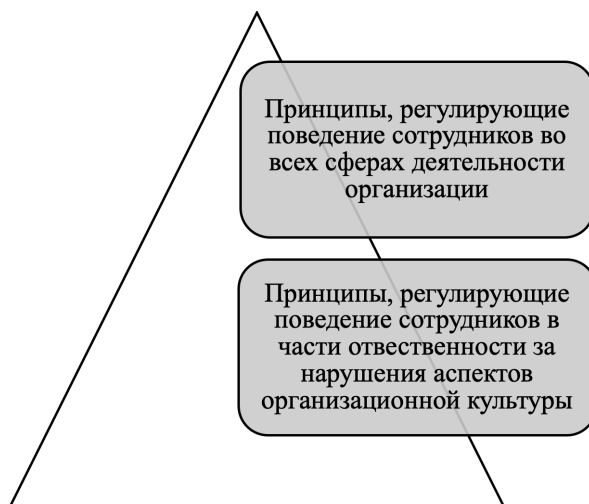 Принципы, регулирующие
поведение сотрудников во
всех сферах деятельности
организации
Принципы, регулирующие
поведение сотрудников в
части отвественности за
нарушения аспектов
организационной культуры